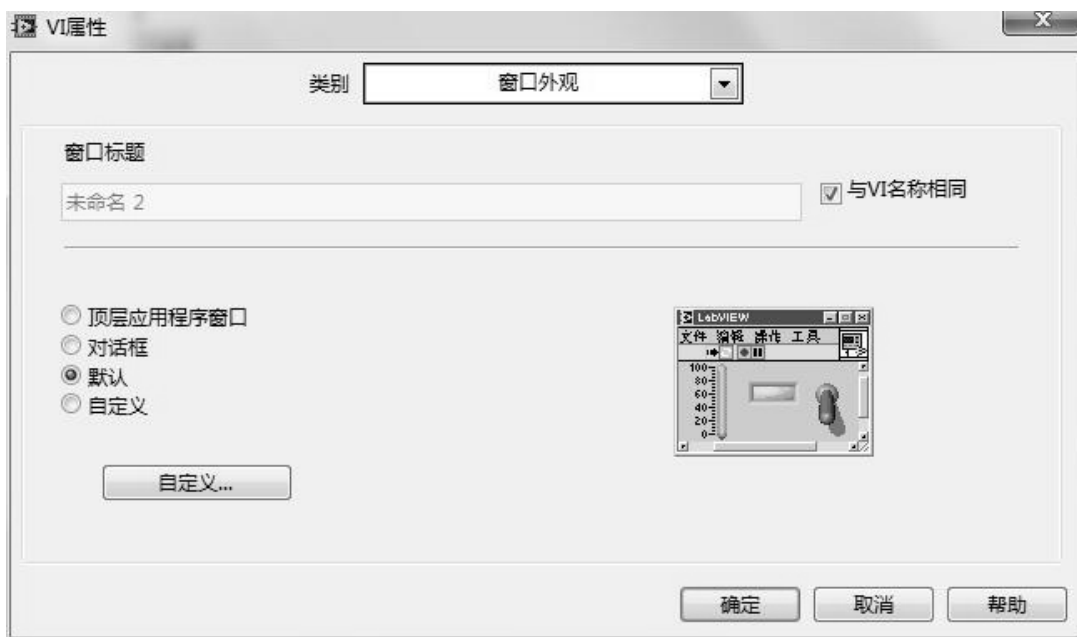 VI属性
类别 窗口外观
窗口标题
未命名 2
与VI名称相同
顶层应用程序窗口
对话框
默认
自定义
自定义...
LabVIEW
文件 编辑 操作 工具
100
80
60
40
20
0
确定 取消 帮助